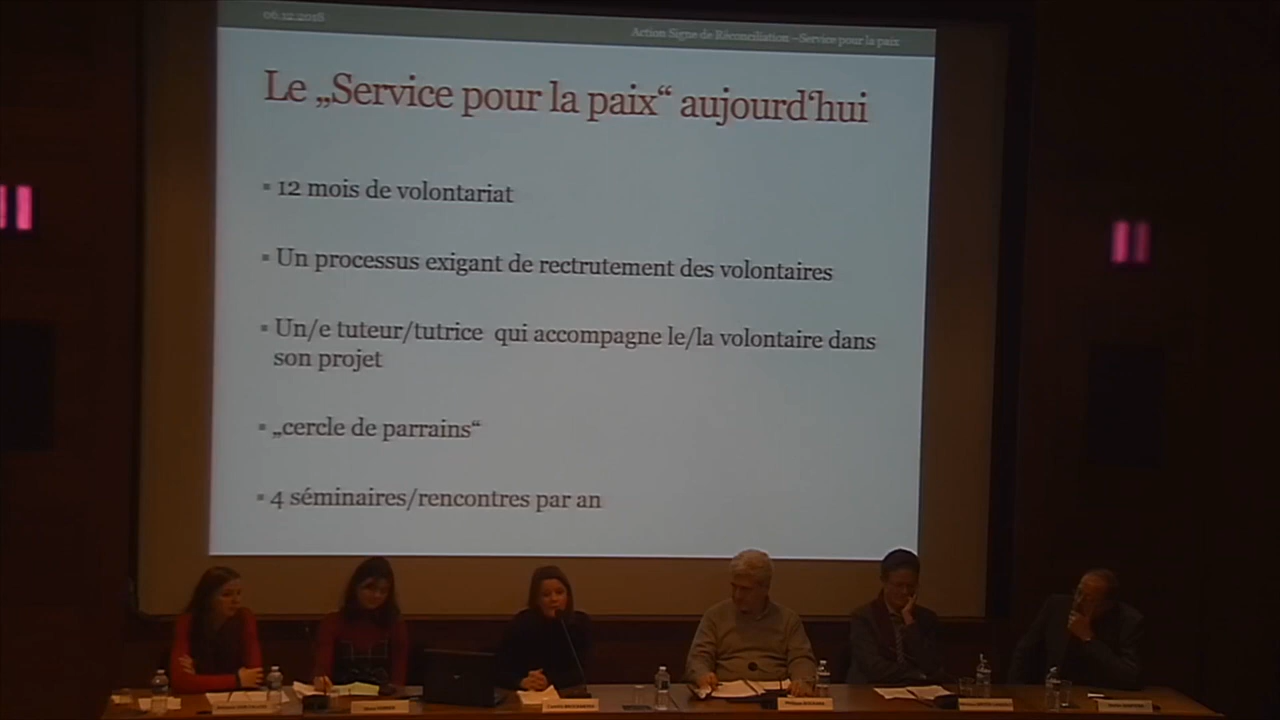 06.12.2018
Action Signe de Réconciliation –Service pour la paix
Le „Service pour la paix“ aujourd‘hui
▪ 12 mois de volontariat
▪ Un processus exigant de rectrutement des volontaires
▪ Un/e tuteur/tutrice qui accompagne le/la volontaire dans
son projet
▪ „cercle de parrains“
▪ 4 séminaires/rencontres par an